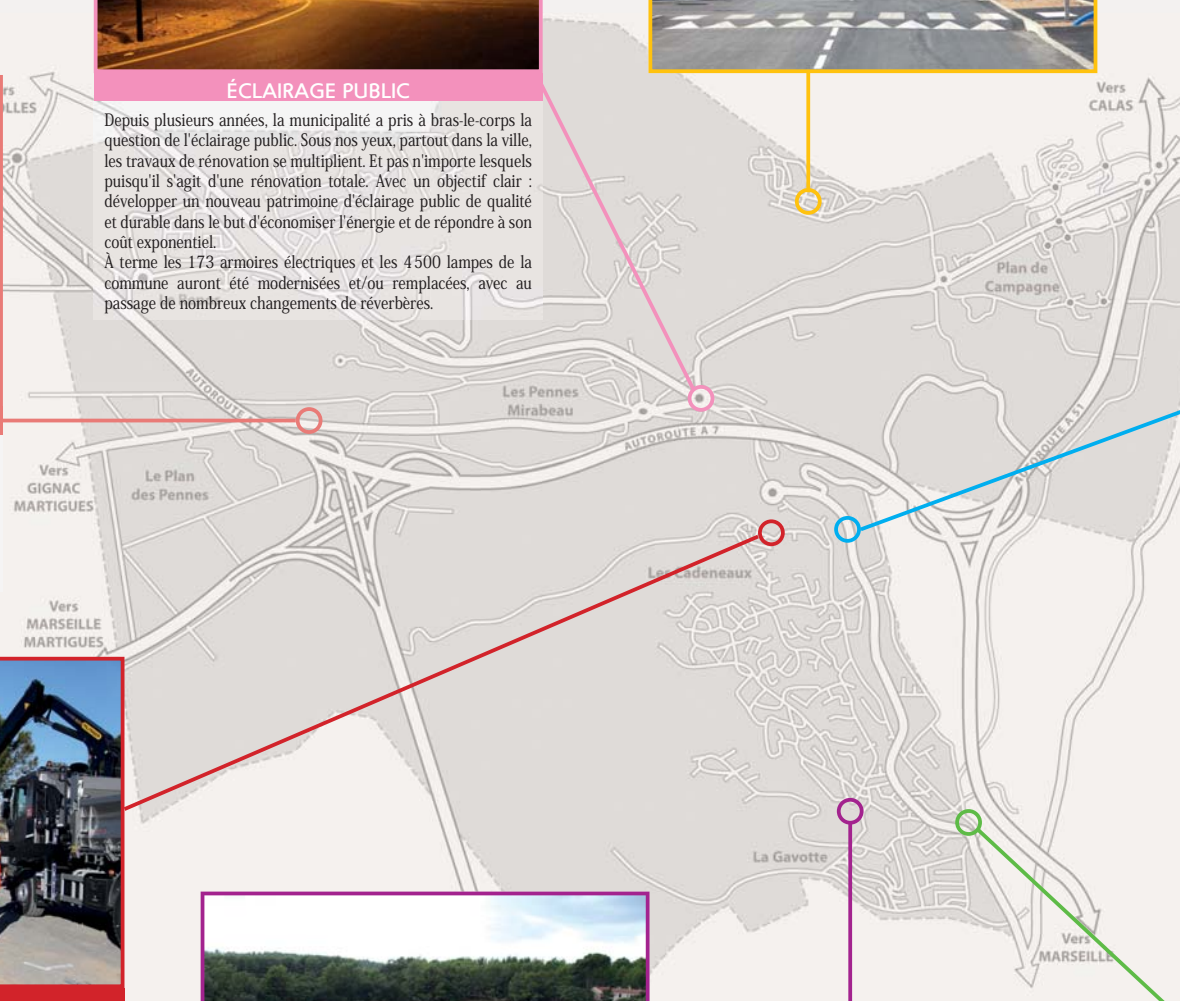 ÉCLAIRAGE PUBLIC
Depuis plusieurs années, la municipalité a pris à bras-le-corps la
question de l'éclairage public. Sous nos yeux, partout dans la ville,
les travaux de rénovation se multiplient. Et pas n'importe lesquels
puisqu'il s'agit d'une rénovation totale. Avec un objectif clair :
développer un nouveau patrimoine d'éclairage public de qualité
et durable dans le but d'économiser l'énergie et de répondre à son
coût exponentiel.
À terme les 173 armoires électriques et les 4 500 lampes de la
commune auront été modernisées et/ou remplacées, avec au
passage de nombreux changements de réverbères.
Vers
CALAS
Plan de
Campagne
AUTOROUTE
Les Pennes
Mirabeau
AUTOROUTE A 7
AUTOROUTE A 51
Vers
GIGNAC
MARTIGUES
Le Plan
des Pennes
Les Cadeneaux
Vers
MARSEILLE
MARTIGUES
La Gavotte
Vers
MARSEILLE